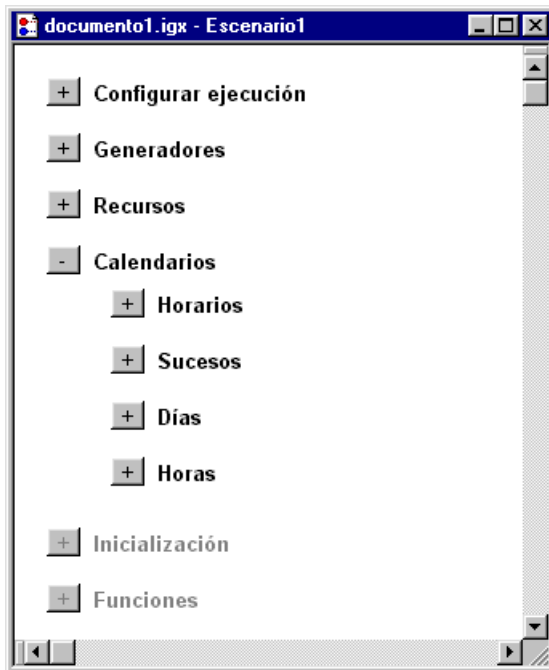 documento1.igx - Escenario1
+ Configurar ejecución
+ Generadores
+ Recursos
- Calendarios
+ Horarios
+ Sucesos
+ Días
+ Horas
+ Inicialización
+ Funciones